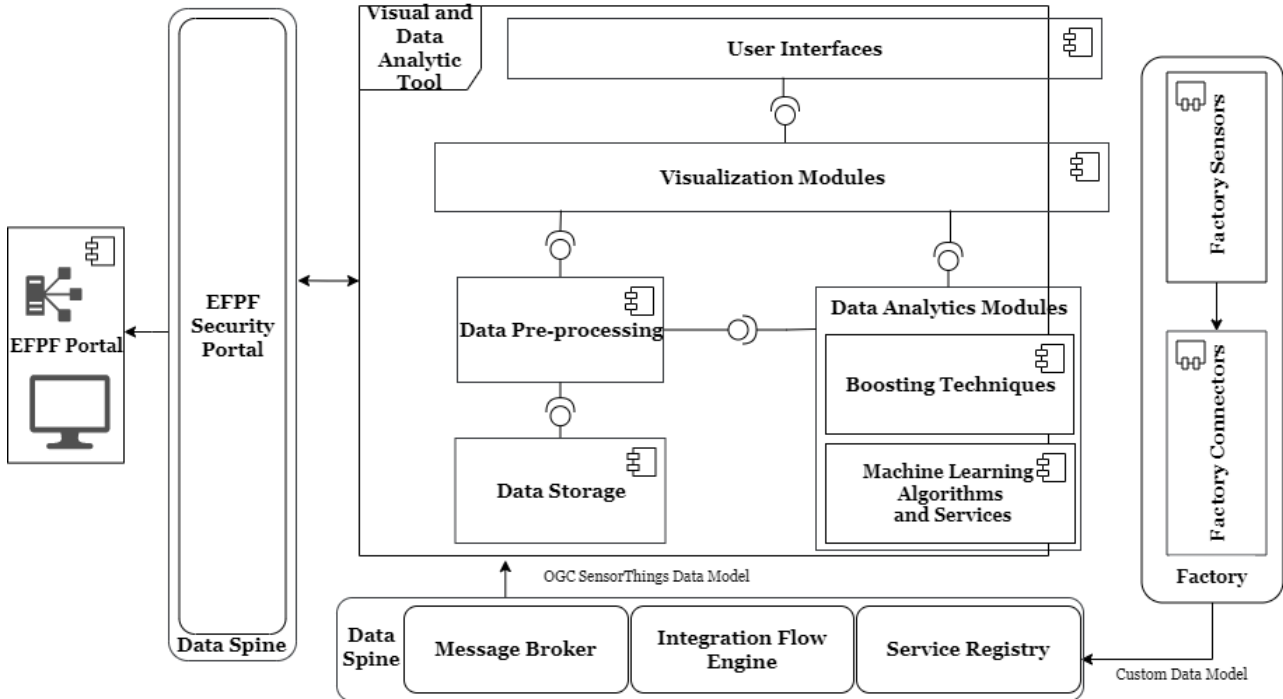 Visual and
Data
Analytic
Tool
User Interfaces
Visualization Modules
Factory Sensors
EFPF
Security
Portal
EFPF Portal
Data Pre-processing
Data Analytics Modules
Boosting Techniques
Data Storage
Machine Learning
Algorithms
and Services
Factory Connectors
Factory
OGC SensorThings Data Model
Data Spine
Data
Spine
Message Broker
Integration Flow
Engine
Service Registry
Custom Data Model